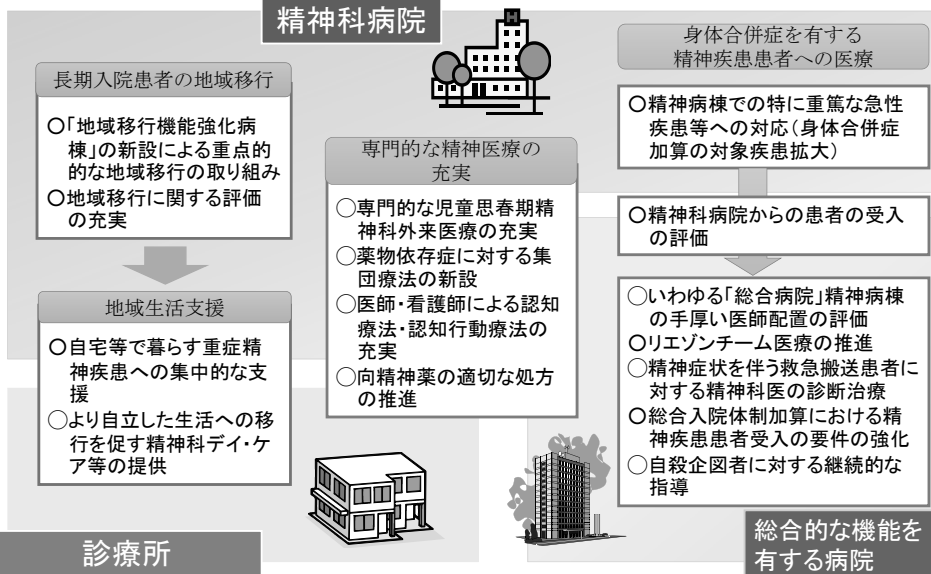 精神科病院
長期入院患者の地域移行
○「地域移行機能強化病
棟」の新設による重点的
的な地域移行の取り組み
○地域移行に関する評価
の充実
地域生活支援
○自宅等で暮らす重症精
神疾患への集中的な支
援
○より自立した生活への移
行を促す精神科デイ・ケ
ア等の提供
専門的な精神医療の
充実
○専門的な児童思春期精
神科外来医療の充実
○薬物依存症に対する集
団療法の新設
○医師・看護師による認知
療法・認知行動療法の
充実
○向精神薬の適切な処方
の推進
身体合併症を有する
精神疾患患者への医療
○精神病棟での特に重篤な急性
疾患等への対応(身体合併症
加算の対象疾患拡大)
○精神科病院からの患者の受入
の評価
○いわゆる「総合病院」精神病棟
の手厚い医師配置の評価
○リエゾンチーム医療の推進
○精神症状を伴う救急搬送患者に
対する精神科医の診断治療
○総合入院体制加算における精
神疾患患者受入の要件の強化
○自殺企図者に対する継続的な
指導
診療所
総合的な機能を
有する病院
H